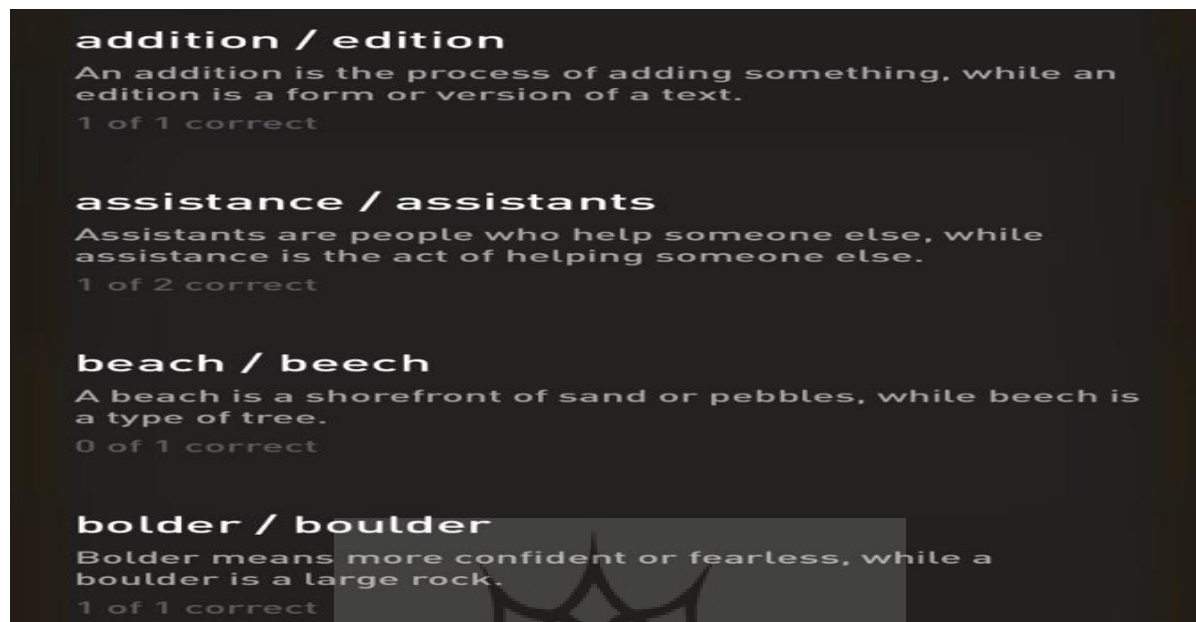 addition / edition
An addition is the process of adding something, while an
edition is a form or version of a text.
1 of 1 correct
assistance / assistants
Assistants are people who help someone else, while
assistance is the act of helping someone else.
1 of 2 correct
beach / beech
A beach is a shorefront of sand or pebbles, while beech is
a type of tree.
0 of 1 correct
bolder / boulder
Bolder means more confident or fearless, while a
boulder is a large rock.
1 of 1 correct